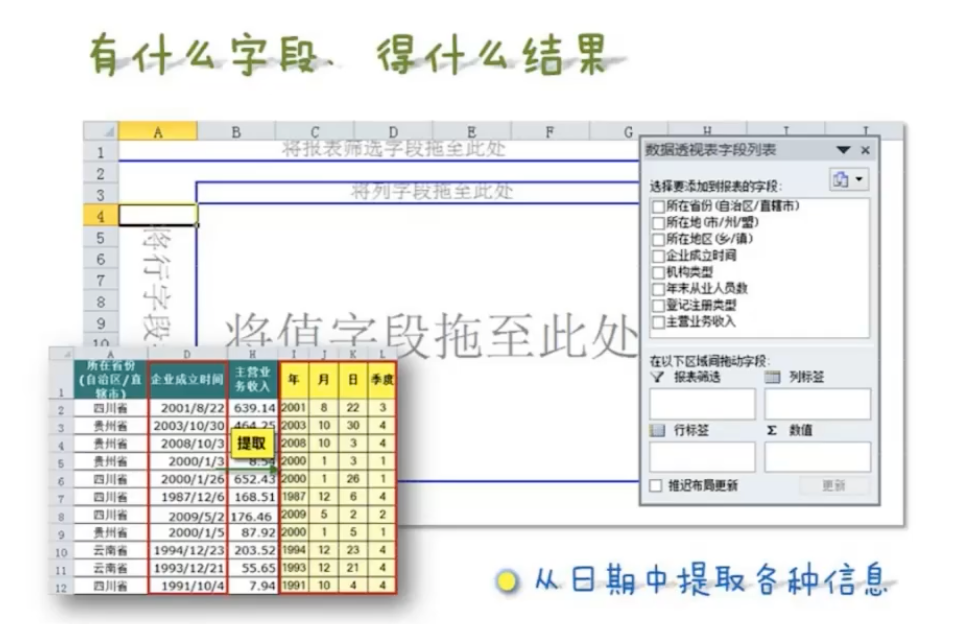 有什么字段、得什么结果
A B C D E F G H I J
1 将报表筛选字段拖至此处
2
3 将列字段拖至此处
4
5
6
7
8
9
10
将行字段
将值字段拖至此处
数据透视表字段列表
选择要添加到报表的字段:
所在省份(自治区/直辖市)
所在地(市/州/盟)
所在地区(乡/镇)
企业成立时间
机构类型
年末从业人员数
登记注册类型
主营业务收入
在以下区域间拖动字段:
报表筛选 列标签
行标签 Σ 数值
推迟布局更新 更新
A D H I J K L
1 所在省份(自治区/直辖市) 企业成立时间 主营业务收入 年 月 日 季度
2 四川省 2001/8/22 639.14 2001 8 22 3
3 贵州省 2003/10/30 464.25 2003 10 30 4
4 贵州省 2008/10/3 2008 10 3 4
提取
5 贵州省 2000/1/3 8.54 2000 1 3 1
6 四川省 2000/1/26 652.43 2000 1 26 1
7 四川省 1987/12/6 168.51 1987 12 6 4
8 四川省 2009/5/2 176.46 2009 5 2 2
9 贵州省 2000/1/5 87.92 2000 1 5 1
10 云南省 1994/12/23 203.52 1994 12 23 4
11 云南省 1993/12/21 55.65 1993 12 21 4
12 四川省 1991/10/4 7.94 1991 10 4 4
从日期中提取各种信息